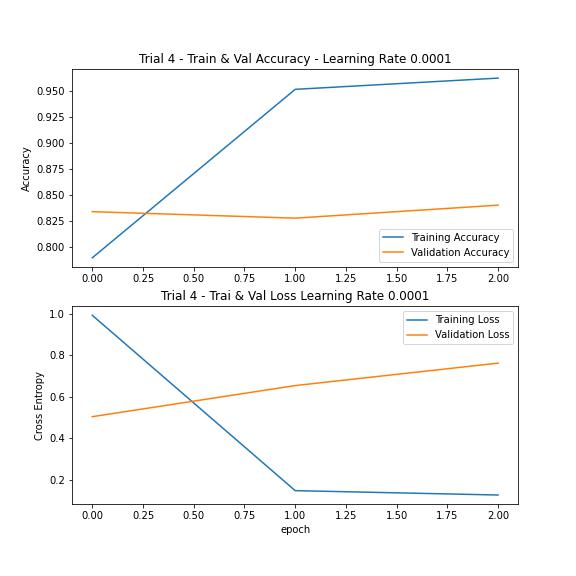 Trial 4 - Train & Val Accuracy - Learning Rate 0.0001
0.950
0.925
0.900
0.875
0.850
0.825
0.800
Accuracy
Training Accuracy
Validation Accuracy
0.00 0.25 0.50 0.75 1.00 1.25 1.50 1.75 2.00
Trial 4 - Trai & Val Loss Learning Rate 0.0001
1.0
0.8
0.6
0.4
0.2
Cross Entropy
Training Loss
Validation Loss
0.00 0.25 0.50 0.75 1.00 1.25 1.50 1.75 2.00
epoch